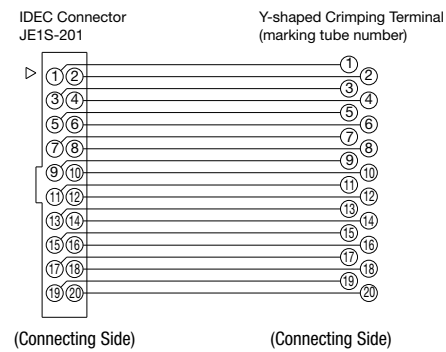 IDEC Connector
JE1S-201
Y-shaped Crimping Terminal
(marking tube number)
1 2 1
2
3 4 3
4
5 6 5
6
7 8 7
8
9 10 9
10
11 12 11
12
13 14 13
14
15 16 15
16
17 18 17
18
19 20 19
20
(Connecting Side) (Connecting Side)